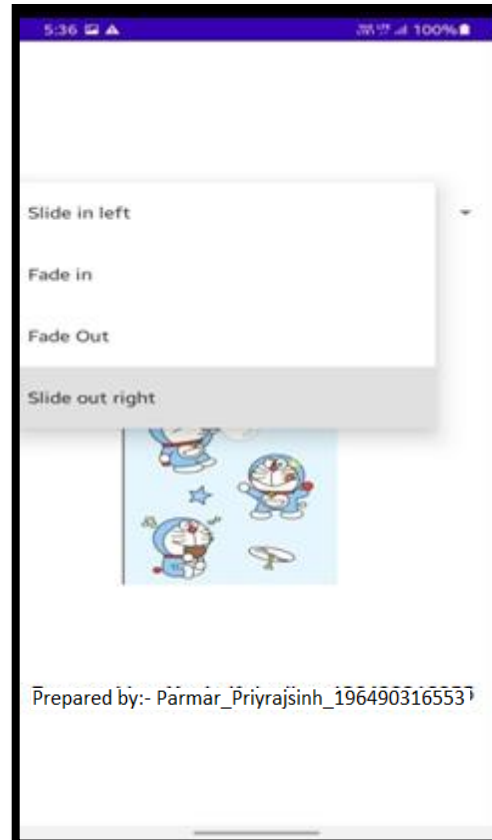 5:36 100%
Slide in left
Fade in
Fade Out
Slide out right
Prepared by:- Parmar_Priyrajsinh_196490316553